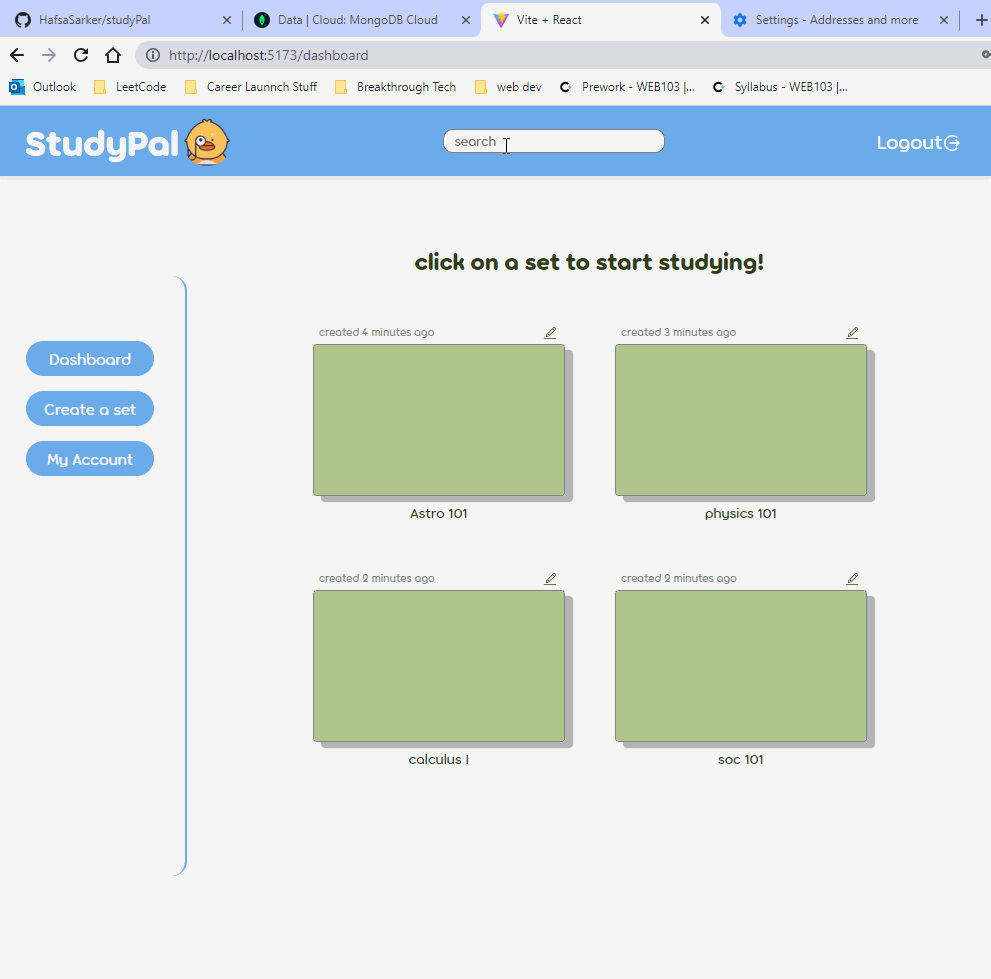 HafsaSarker/studyPal
Data | Cloud: MongoDB Cloud
Vite + React
Settings - Addresses and more
http://localhost:5173/dashboard
Outlook
LeetCode
Career Launnch Stuff
Breakthrough Tech
web dev
Prework - WEB103 |...
Syllabus - WEB103 |...
StudyPal
search
Logout
click on a set to start studying!
Dashboard
Create a set
My Account
created 4 minutes ago
created 3 minutes ago
Astro 101
physics 101
created 2 minutes ago
created 2 minutes ago
calculus I
soc 101